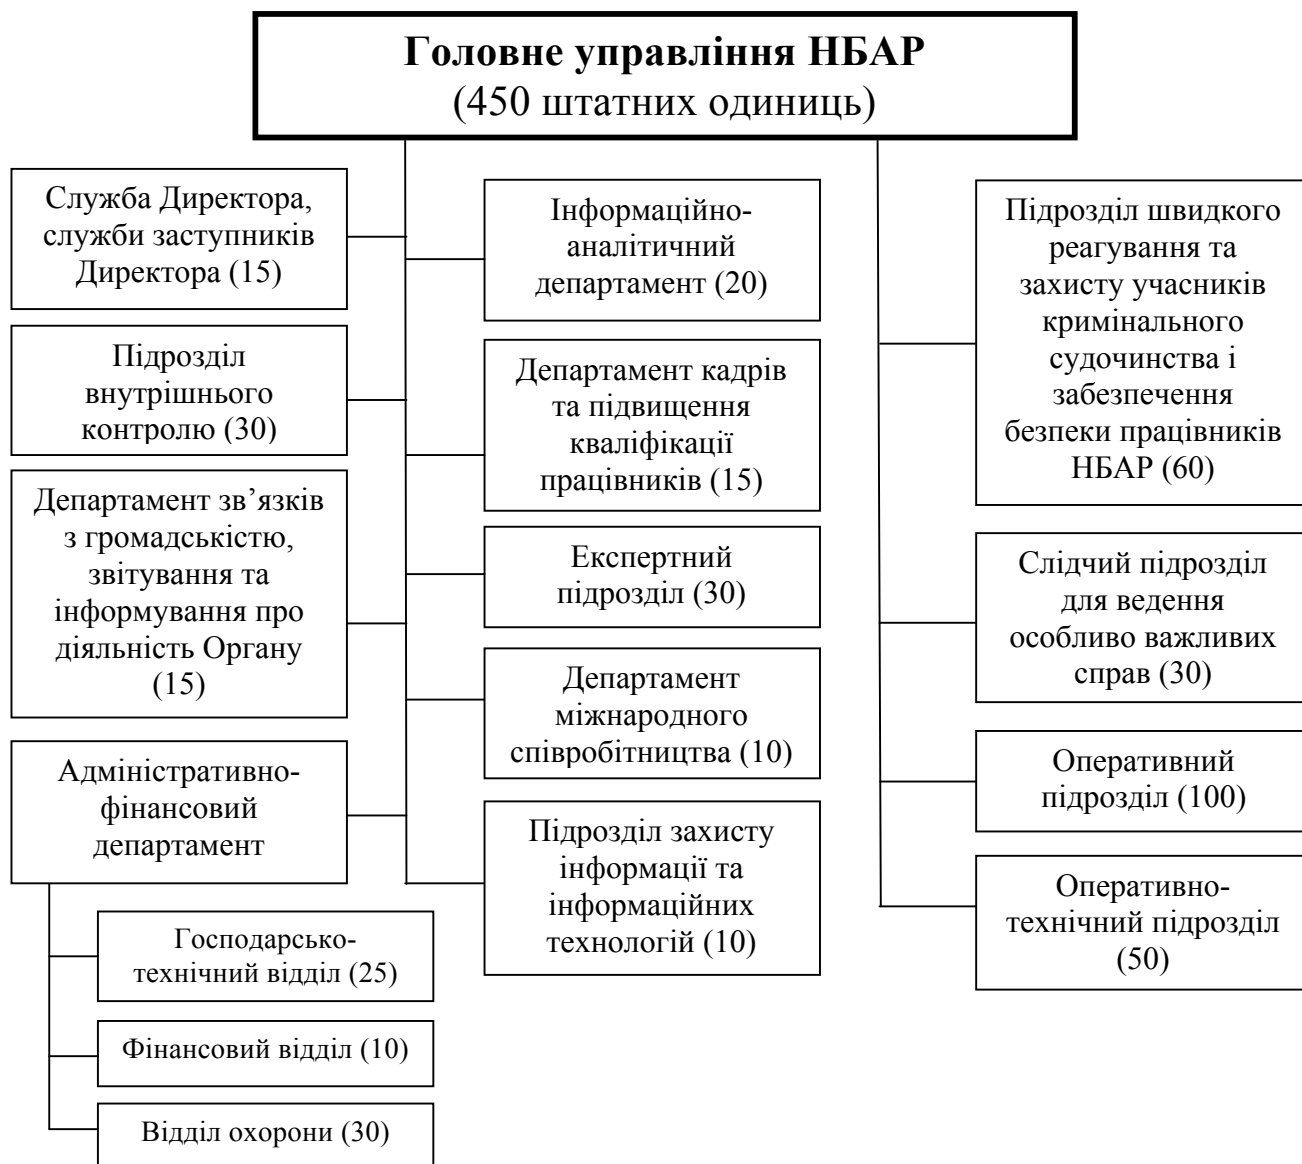 Головне управління НБАР
(450 штатних одиниць)
Служба Директора,
служби заступників
Директора (15)
Підрозділ
внутрішнього
контролю (30)
Департамент зв’язків
з громадськістю,
звітування та
інформування про
діяльність Органу
(15)
Адміністративно-
фінансовий
департамент
Господарсько-
технічний відділ (25)
Фінансовий відділ (10)
Відділ охорони (30)
Інформаційно-
аналітичний
департамент (20)
Департамент кадрів
та підвищення
кваліфікації
працівників (15)
Експертний
підрозділ (30)
Департамент
міжнародного
співробітництва (10)
Підрозділ захисту
інформації та
інформаційних
технологій (10)
Підрозділ швидкого
реагування та
захисту учасників
кримінального
судочинства і
забезпечення
безпеки працівників
НБАР (60)
Слідчий підрозділ
для ведення
особливо важливих
справ (30)
Оперативний
підрозділ (100)
Оперативно-
технічний підрозділ
(50)